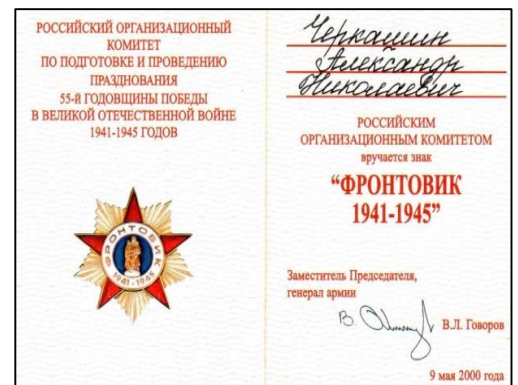 РОССИЙСКИЙ ОРГАНИЗАЦИОННЫЙ
КОМИТЕТ
ПО ПОДГОТОВКЕ И ПРОВЕДЕНИЮ
ПРАЗДНОВАНИЯ
55-й ГОДОВЩИНЫ ПОБЕДЫ
В ВЕЛИКОЙ ОТЕЧЕСТВЕННОЙ ВОЙНЕ
1941-1945 ГОДОВ
ФРОНТОВИК
1941-1945
Черкашин
Александр
Николаевич
РОССИЙСКИМ
ОРГАНИЗАЦИОННЫМ КОМИТЕТОМ
вручается знак
“ФРОНТОВИК
1941-1945”
Заместитель Председателя,
генерал армии
В.Л. Говоров
9 мая 2000 года